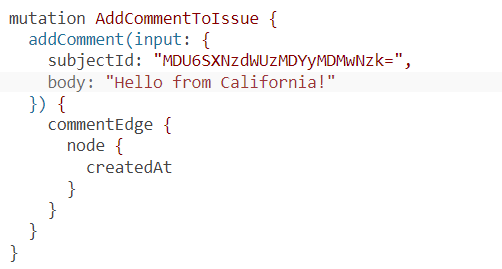 mutation AddCommentToIssue {
  addComment(input: {
    subjectId: "MDU6SXNzdWUzMDYyMDMwNzk=",
    body: "Hello from California!"
  }) {
    commentEdge {
      node {
        createdAt
      }
    }
  }
}